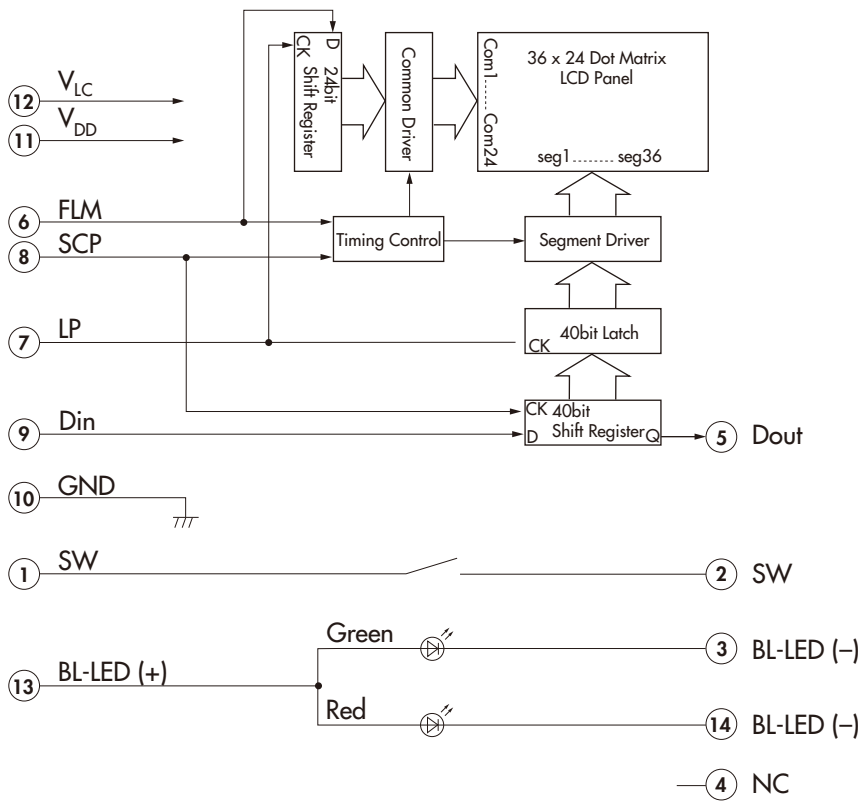 D
CK
24bit
Shift Register
Common Driver
Com1........Com24
36 x 24 Dot Matrix
LCD Panel
seg1........ seg36
12 VLC
11 VDD
6 FLM
Timing Control
Segment Driver
8 SCP
7 LP
40bit Latch
CK
CK 40bit
Shift Register
D
Q
9 Din
5 Dout
10 GND
1 SW
2 SW
Green
3 BL-LED (–)
13 BL-LED (+)
Red
14 BL-LED (–)
4 NC